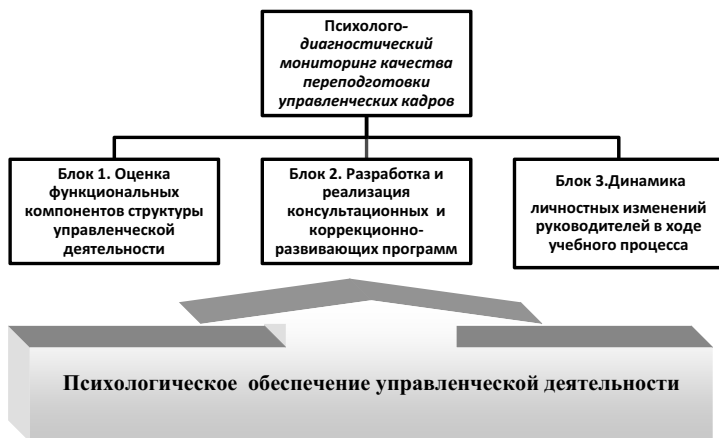 Психолого-
диагностический
мониторинг качества
переподготовки
управленческих кадров
Блок 1. Оценка
функциональных
компонентов структуры
управленческой
деятельности
Блок 2. Разработка и
реализация
консультационных и
коррекционно-
развивающих программ
Блок 3.Динамика
личностных изменений
руководителей в ходе
учебного процесса
Психологическое обеспечение управленческой деятельности